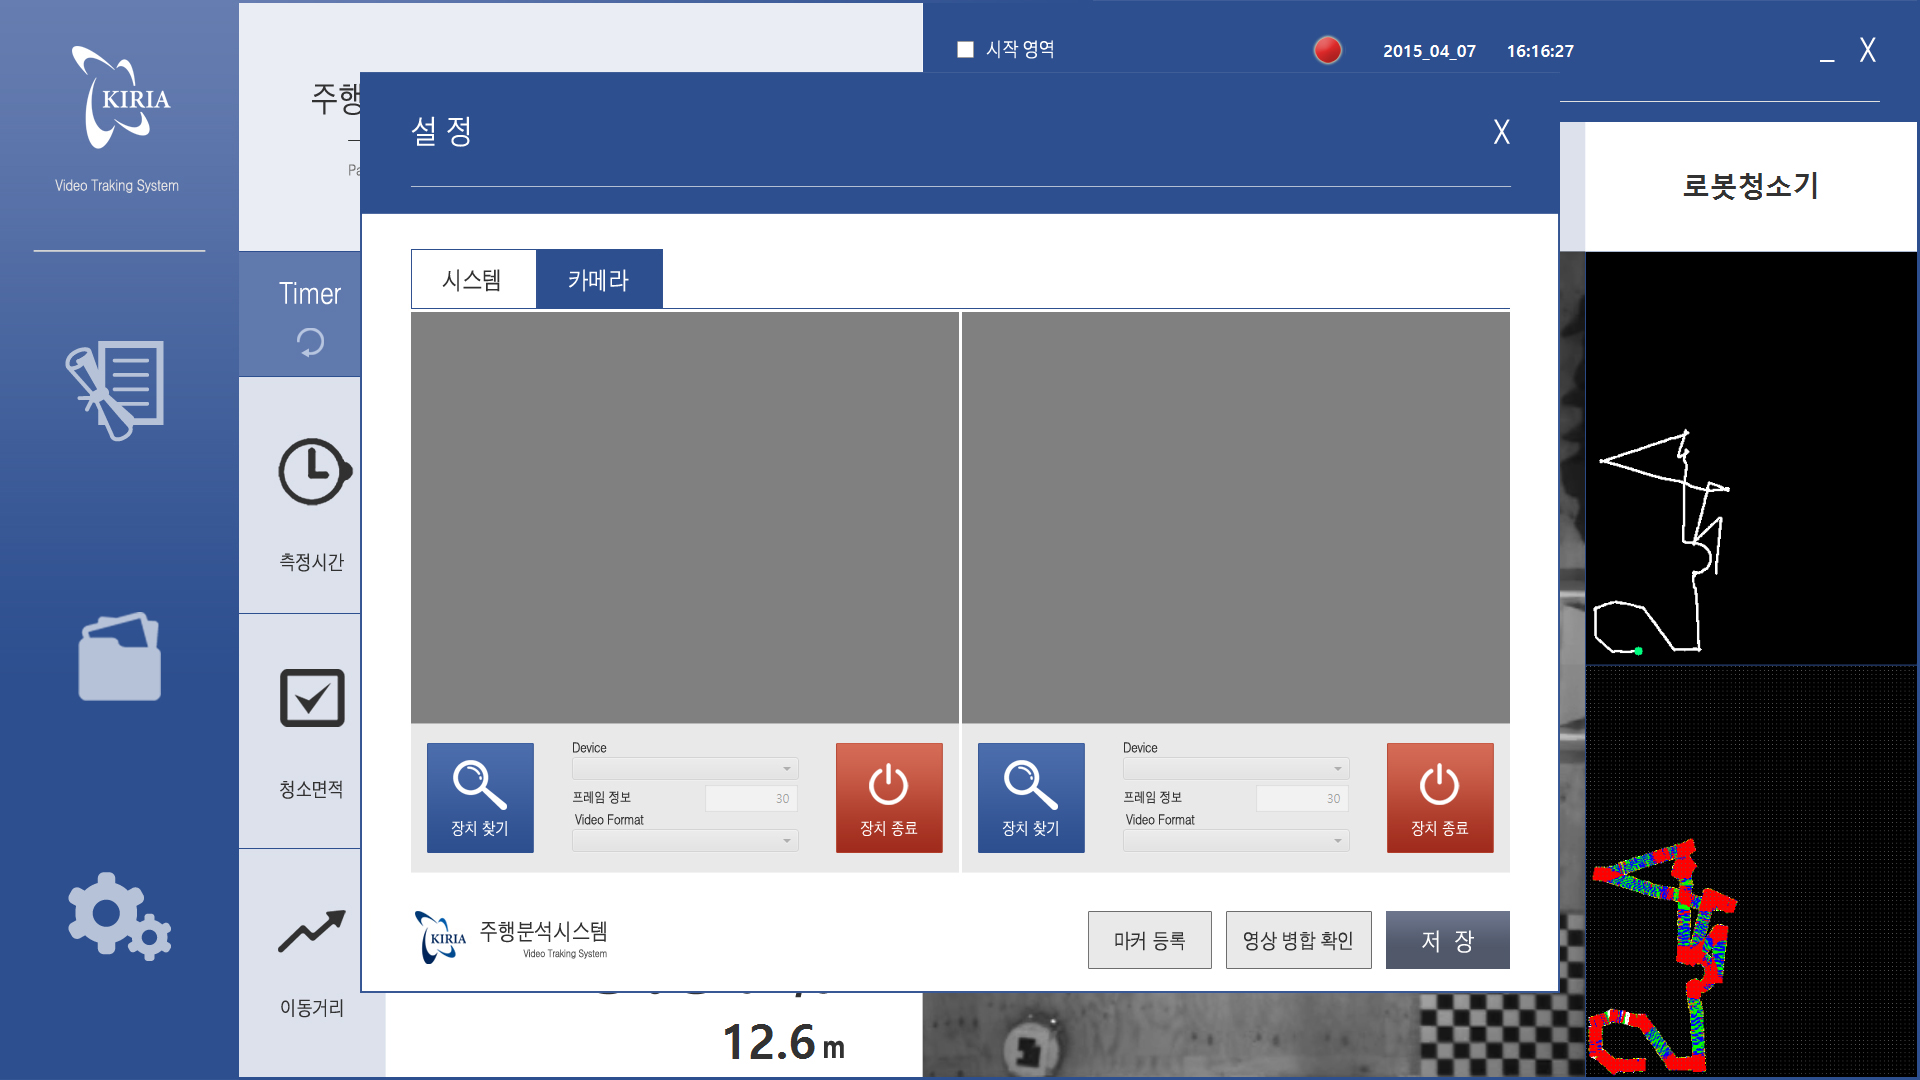 KIRIA
Video Traking System
주행
Pa
시작 영역
2015_04_07
16:16:27
_
X
설 정
X
로봇청소기
Timer
측정시간
청소면적
이동거리
시스템
카메라
장치 찾기
Device
프레임 정보
30
Video Format
장치 종료
장치 찾기
Device
프레임 정보
30
Video Format
장치 종료
KIRIA
주행분석시스템
Video Traking System
마커 등록
영상 병합 확인
저 장
12.6 m